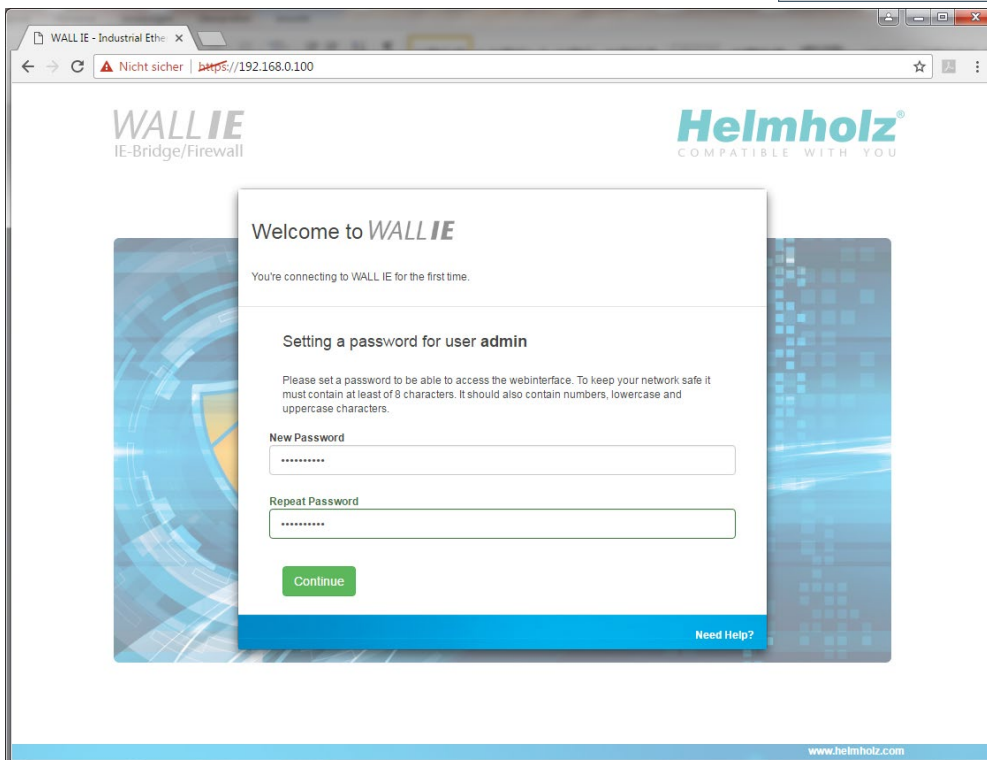 WALL IE - Industrial Ethe
Nicht sicher | https://192.168.0.100
WALL IE
IE-Bridge/Firewall
Helmholz®
COMPATIBLE WITH YOU
Welcome to WALL IE
You're connecting to WALL IE for the first time.
Setting a password for user admin
Please set a password to be able to access the webinterface. To keep your network safe it
must contain at least of 8 characters. It should also contain numbers, lowercase and
uppercase characters.
New Password
••••••••••
Repeat Password
••••••••••
Continue
Need Help?
www.helmholz.com